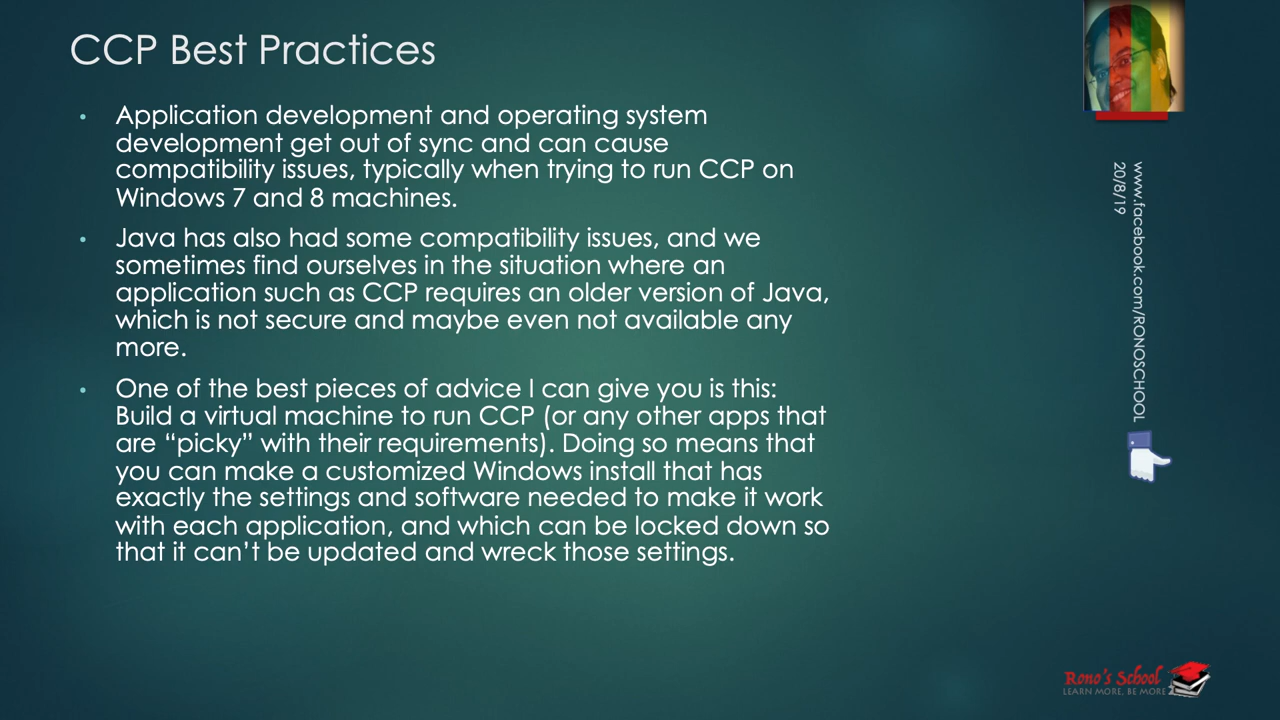 CCP Best Practices
• Application development and operating system
development get out of sync and can cause
compatibility issues, typically when trying to run CCP on
Windows 7 and 8 machines.
• Java has also had some compatibility issues, and we
sometimes find ourselves in the situation where an
application such as CCP requires an older version of Java,
which is not secure and maybe even not available any
more.
• One of the best pieces of advice I can give you is this:
Build a virtual machine to run CCP (or any other apps that
are “picky” with their requirements). Doing so means that
you can make a customized Windows install that has
exactly the settings and software needed to make it work
with each application, and which can be locked down so
that it can’t be updated and wreck those settings.
www.facebook.com/RONOSCHOOL
20/8/19
Rono's School
LEARN MORE, BE MORE